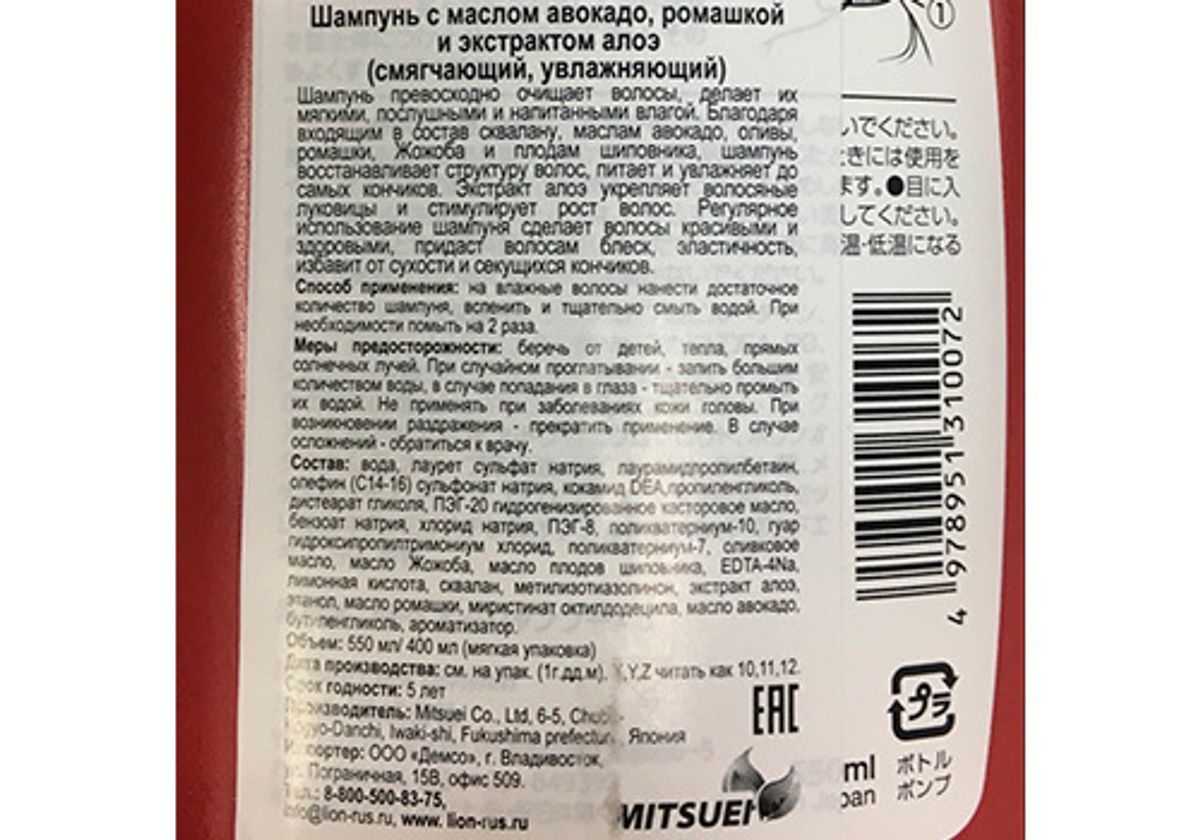 Шампунь с маслом авокадо, ромашкой
и экстрактом алоэ
(смягчающий, увлажняющий)
Шампунь превосходно очищает волосы, делает их
мягкими, послушными и напитанными влагой. Благодаря
входящим в состав сквалану, маслам авокадо, оливы,
ромашки, Жожоба и плодам шиповника, шампунь
восстанавливает структуру волос, питает и увлажняет до
самых кончиков. Экстракт алоэ укрепляет волосяные
луковицы и стимулирует рост волос. Регулярное
использование шампуня сделает волосы красивыми и
здоровыми, придаст волосам блеск, эластичность,
избавит от сухости и секущихся кончиков.
Способ применения: на влажные волосы нанести достаточное
количество шампуня, вспенить и тщательно смыть водой. При
необходимости помыть на 2 раза.
Меры предосторожности: беречь от детей, тепла, прямых
солнечных лучей. При случайном проглатывании - запить большим
количеством воды, в случае попадания в глаза - тщательно промыть
их водой. Не применять при заболеваниях кожи головы. При
возникновении раздражения - прекратить применение. В случае
осложнений - обратиться к врачу.
Состав: вода, лаурет сульфат натрия, лаурамидпропилбетаин,
олефин (С14-16) сульфонат натрия, кокамид DEA,пропиленгликоль,
дистеарат гликоля, ПЭГ-20 гидрогенизированное касторовое масло,
бензоат натрия, хлорид натрия, ПЭГ-8, поликватерниум-10, гуар
гидроксипропилтримониум хлорид, поликватерниум-7, оливковое
масло, масло Жожоба, масло плодов шиповника, EDTA-4Na,
лимонная кислота, сквалан, метилизотиазолинон, экстракт алоэ,
этанол, масло ромашки, миристинат октилдодецила, масло авокадо,
бутиленгликоль, ароматизатор.
Объем: 550 мл/ 400 мл (мягкая упаковка)
Дата производства: см. на упак. (1г.дд.м). X,Y,Z читать как 10,11,12.
Срок годности: 5 лет
Производитель: Mitsuei Co., Ltd, 6-5, Chubu-
Kogyo-Danchi, Iwaki-shi, Fukushima prefecture, Япония
Импортер: ООО «Демсо», г. Владивосток,
ул. Пограничная, 15В, офис 509.
Тел.: 8-800-500-83-75,
info@lion-rus.ru, www. lion-rus.ru
EAC
MITSUEI
①
いでください。
ときには使用を
ます。●目に入
してください。
温・低温になる
4 978951 310072
プラ
ml ボトル
pan ポンプ